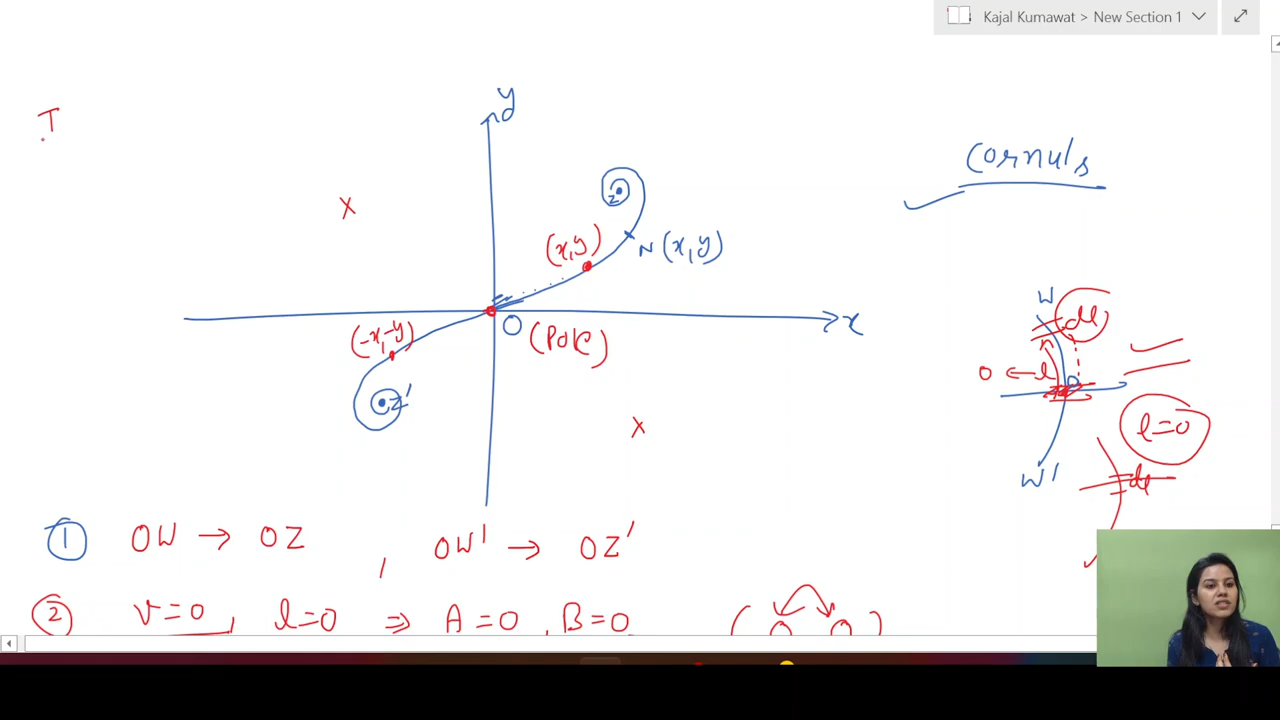 Kajal Kumawat > New Section 1
T
y
Cornu's
x
z
(x,y)
N (x,y)
x
(-x,-y)
O (Pole)
z'
x
W
dl
n
O ← l
O
l=0
W'
dl
① OW → OZ , OW' → OZ'
② v=0, l=0 ⇒ A=0, B=0